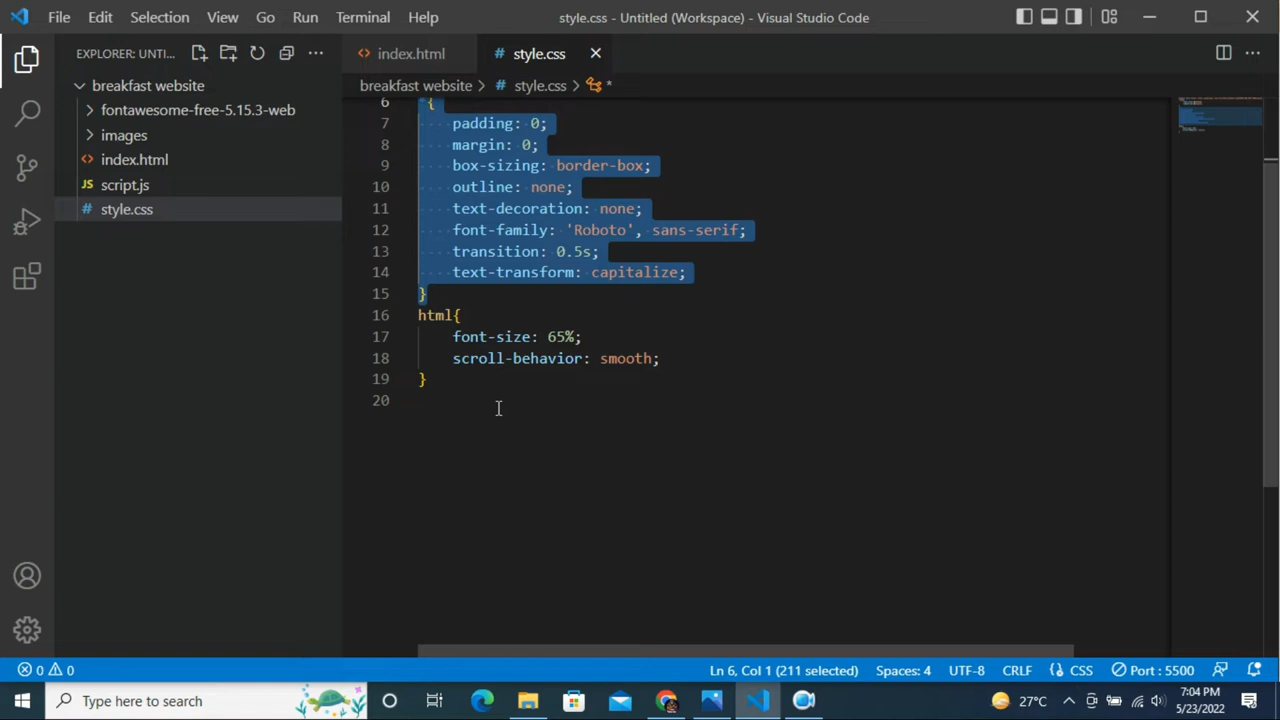 File Edit Selection View Go Run Terminal Help
style.css - Untitled (Workspace) - Visual Studio Code
EXPLORER: UNTI...
index.html
# style.css
breakfast website > # style.css > *
breakfast website
fontawesome-free-5.15.3-web
images
index.html
JS script.js
# style.css
6 *{
7 padding: 0;
8 margin: 0;
9 box-sizing: border-box;
10 outline: none;
11 text-decoration: none;
12 font-family: 'Roboto', sans-serif;
13 transition: 0.5s;
14 text-transform: capitalize;
15 }
16 html{
17 font-size: 65%;
18 scroll-behavior: smooth;
19 }
20
0 0
Ln 6, Col 1 (211 selected) Spaces: 4 UTF-8 CRLF {} CSS Port : 5500
Type here to search
27°C
7:04 PM
5/23/2022